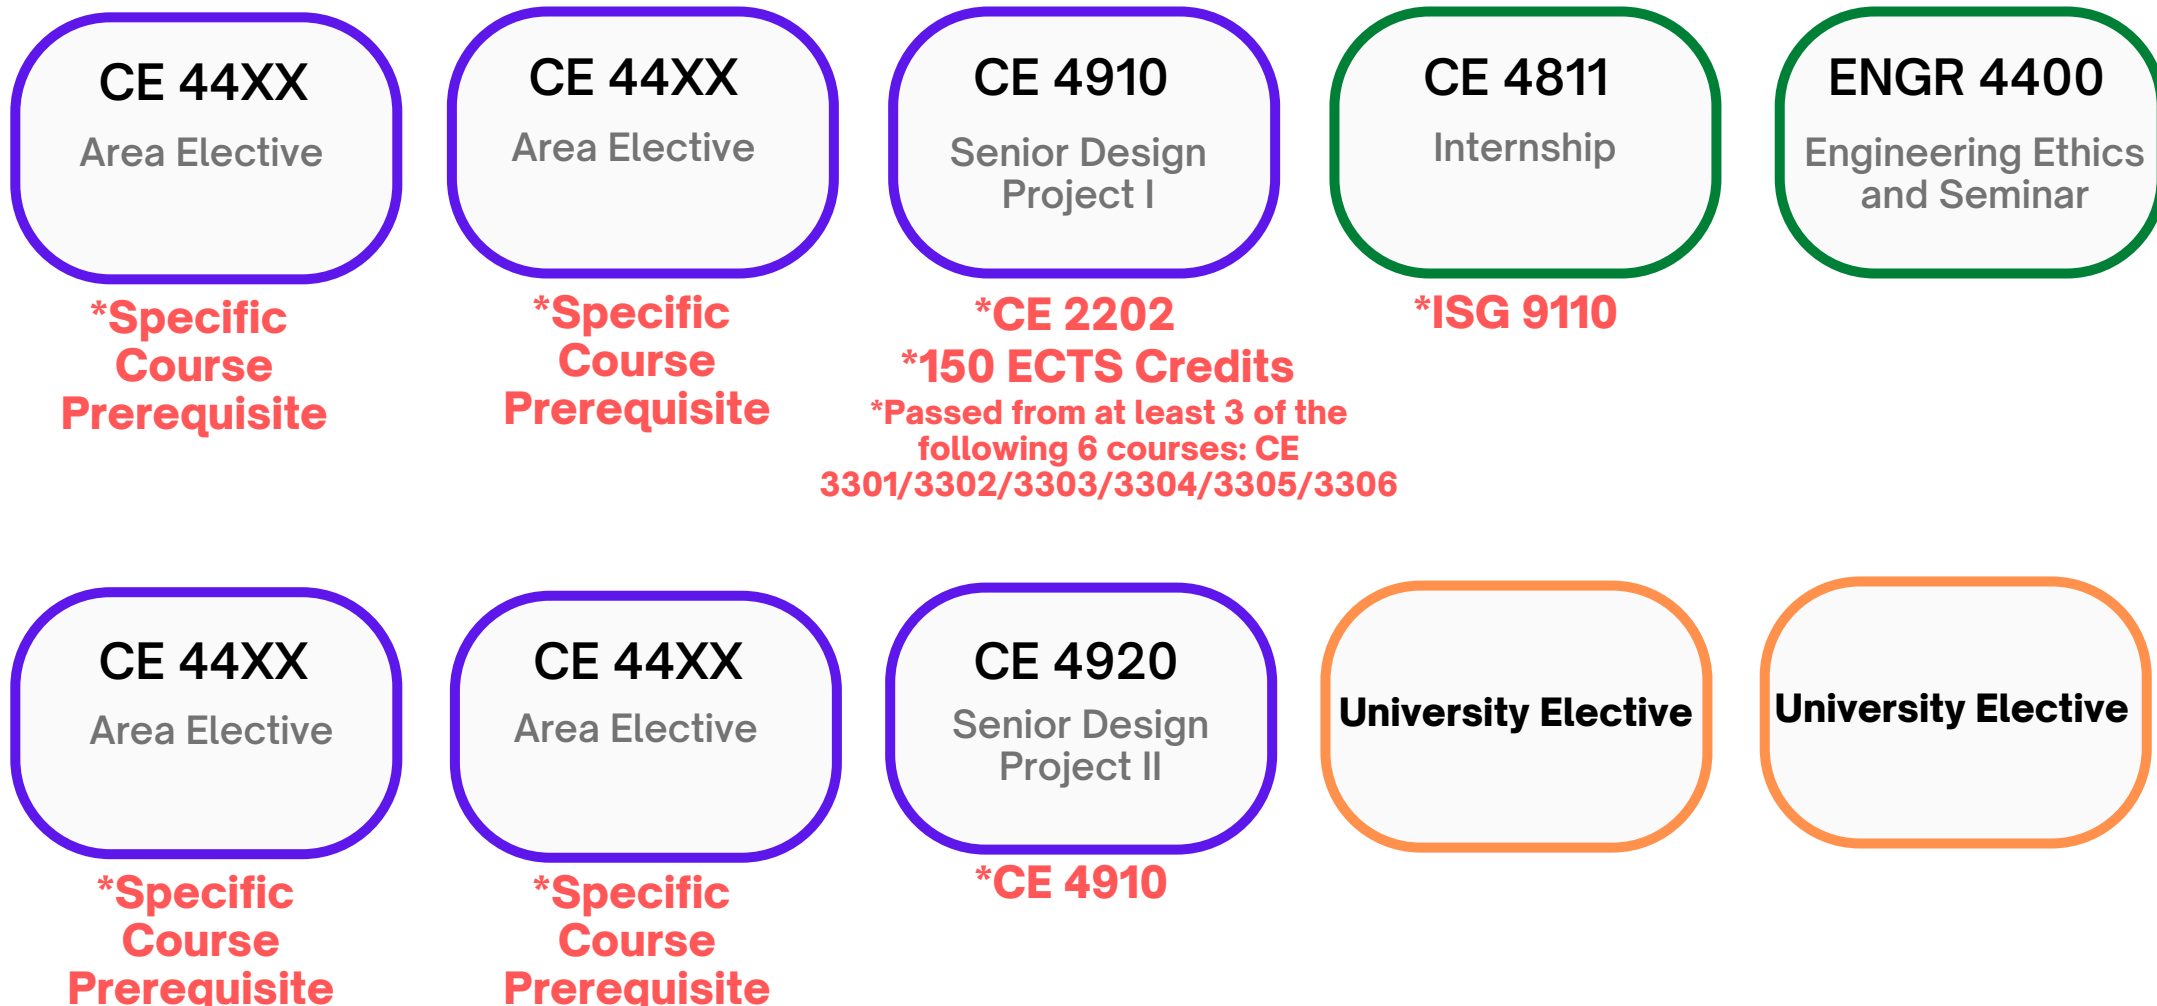 CE 44XX
Area Elective
*Specific
Course
Prerequisite
CE 44XX
Area Elective
*Specific
Course
Prerequisite
CE 4910
Senior Design
Project I
*CE 2202
*150 ECTS Credits
*Passed from at least 3 of the
following 6 courses: CE
3301/3302/3303/3304/3305/3306
CE 4811
Internship
*ISG 9110
ENGR 4400
Engineering Ethics
and Seminar
CE 44XX
Area Elective
*Specific
Course
Prerequisite
CE 44XX
Area Elective
*Specific
Course
Prerequisite
CE 4920
Senior Design
Project II
*CE 4910
University Elective
University Elective